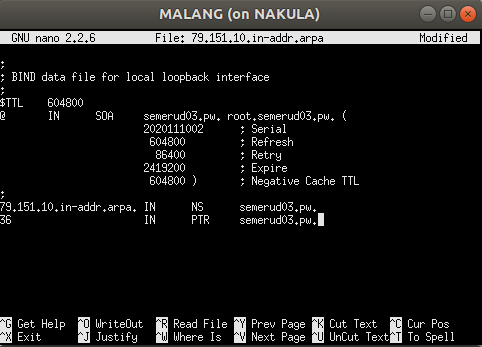 MALANG (on NAKULA)
GNU nano 2.2.6 File: 79.151.10.in-addr.arpa Modified
;
; BIND data file for local loopback interface
;
$TTL 604800
@ IN SOA semerud03.pw. root.semerud03.pw. (
2020111002 ; Serial
604800 ; Refresh
86400 ; Retry
2419200 ; Expire
604800 ) ; Negative Cache TTL
;
79.151.10.in-addr.arpa. IN NS semerud03.pw.
36 IN PTR semerud03.pw.
^G Get Help ^O WriteOut ^R Read File ^Y Prev Page ^K Cut Text ^C Cur Pos
^X Exit ^J Justify ^W Where Is ^V Next Page ^U UnCut Text ^T To Spell